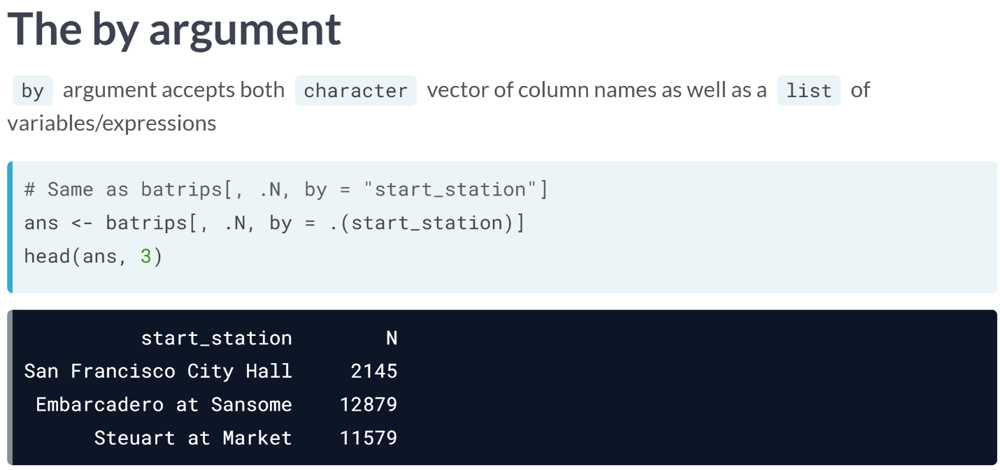 The by argument
by argument accepts both character vector of column names as well as a list of
variables/expressions
# Same as batrips[, .N, by = "start_station"]
ans <- batrips[, .N, by = .(start_station)]
head(ans, 3)
start_station N
San Francisco City Hall 2145
Embarcadero at Sansome 12879
Steuart at Market 11579